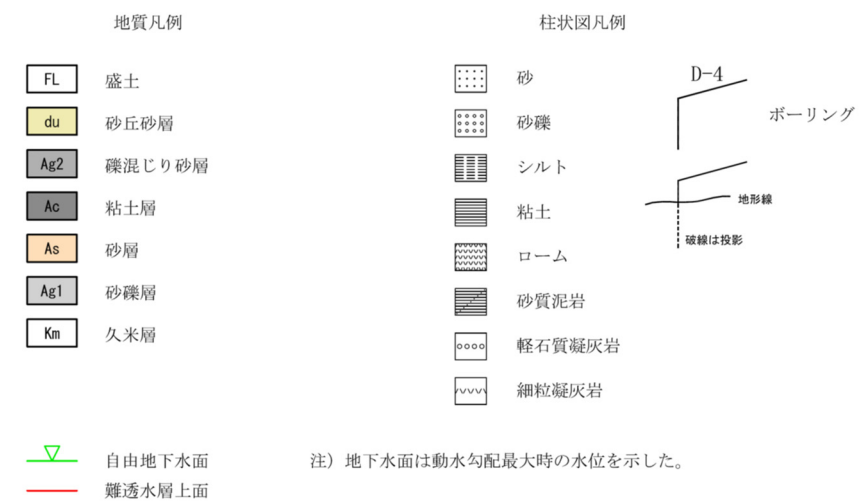 地質凡例
FL 盛土
du 砂丘砂層
Ag2 礫混じり砂層
Ac 粘土層
As 砂層
Ag1 砂礫層
Km 久米層
自由地下水面
難透水層上面
柱状図凡例
砂
砂礫
シルト
粘土
ローム
砂質泥岩
軽石質凝灰岩
細粒凝灰岩
D-4
ボーリング
地形線
破線は投影
注）地下水面は動水勾配最大時の水位を示した。